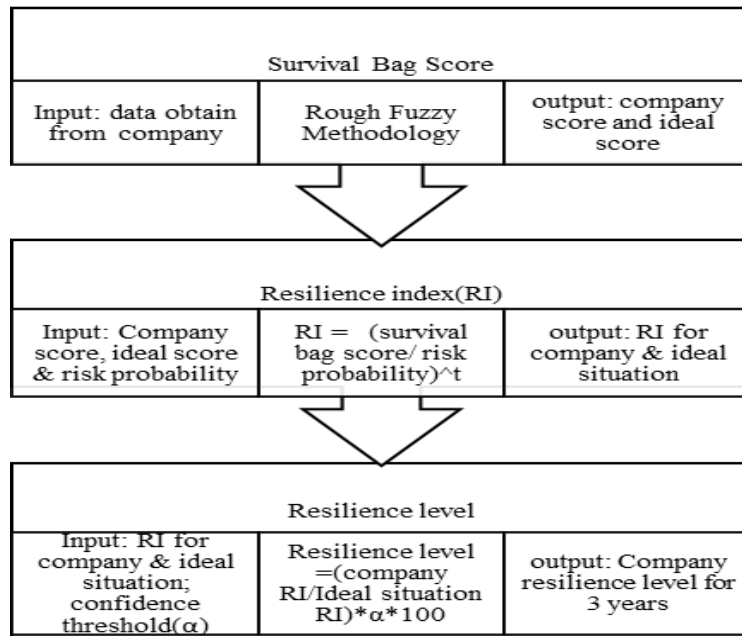 Survival Bag Score
Input: data obtain
from company
Rough Fuzzy
Methodology
output: company
score and ideal
score
Resilience index(RI)
Input: Company
score, ideal score
& risk probability
RI = (survival
bag score/ risk
probability)^t
output: RI for
company & ideal
situation
Resilience level
Input: RI for
company & ideal
situation;
confidence
threshold(α)
Resilience level
=(company
RI/Ideal situation
RI)*α*100
output: Company
resilience level for
3 years